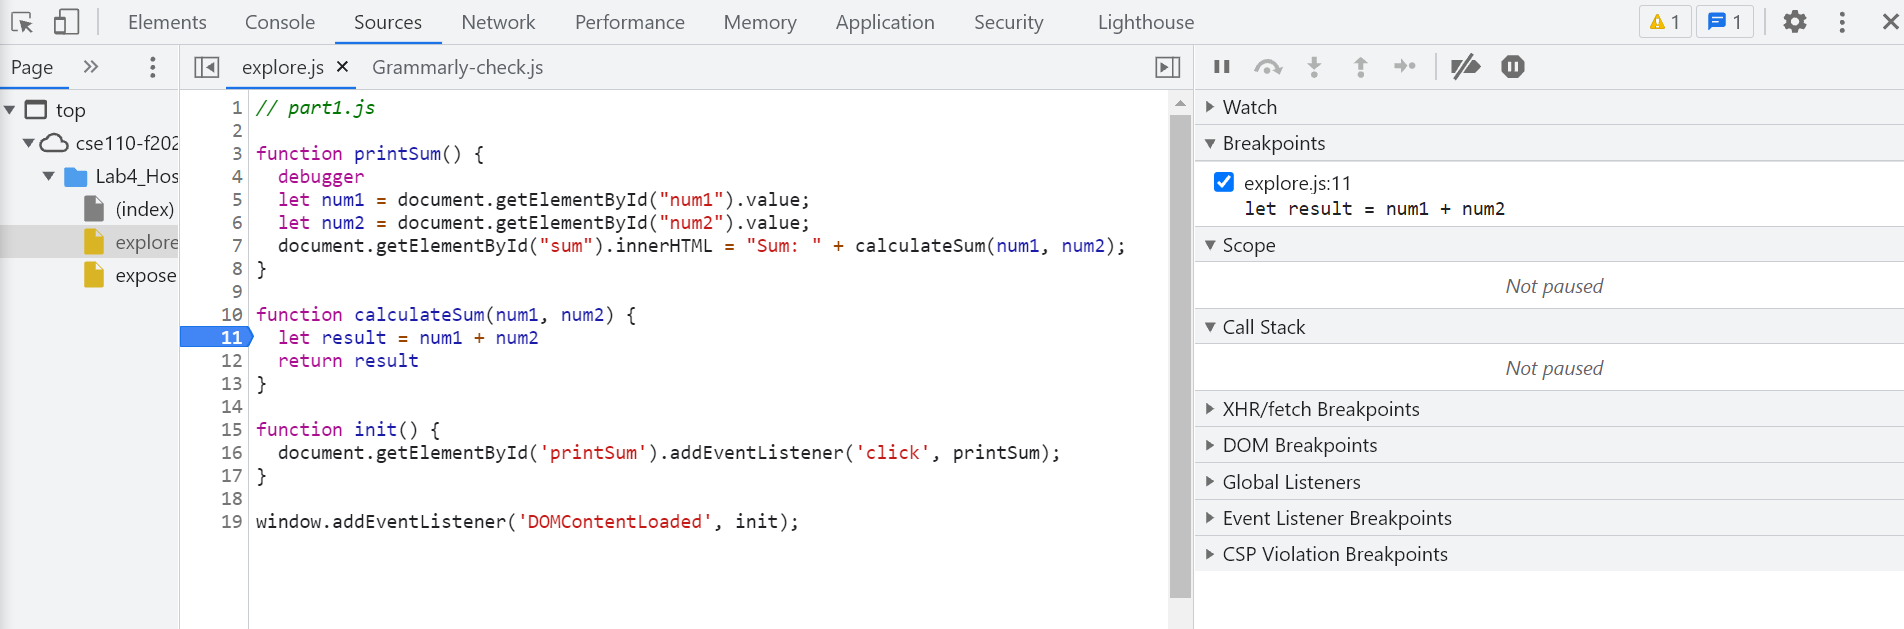 Elements Console Sources Network Performance Memory Application Security Lighthouse 1 1
Page
explore.js Grammarly-check.js
top
cse110-f202
Lab4_Hos
(index)
explore
expose
1 // part1.js
2
3 function printSum() {
4 debugger
5 let num1 = document.getElementById("num1").value;
6 let num2 = document.getElementById("num2").value;
7 document.getElementById("sum").innerHTML = "Sum: " + calculateSum(num1, num2);
8 }
9
10 function calculateSum(num1, num2) {
11 let result = num1 + num2
12 return result
13 }
14
15 function init() {
16 document.getElementById('printSum').addEventListener('click', printSum);
17 }
18
19 window.addEventListener('DOMContentLoaded', init);
Watch
Breakpoints
explore.js:11
let result = num1 + num2
Scope
Not paused
Call Stack
Not paused
XHR/fetch Breakpoints
DOM Breakpoints
Global Listeners
Event Listener Breakpoints
CSP Violation Breakpoints